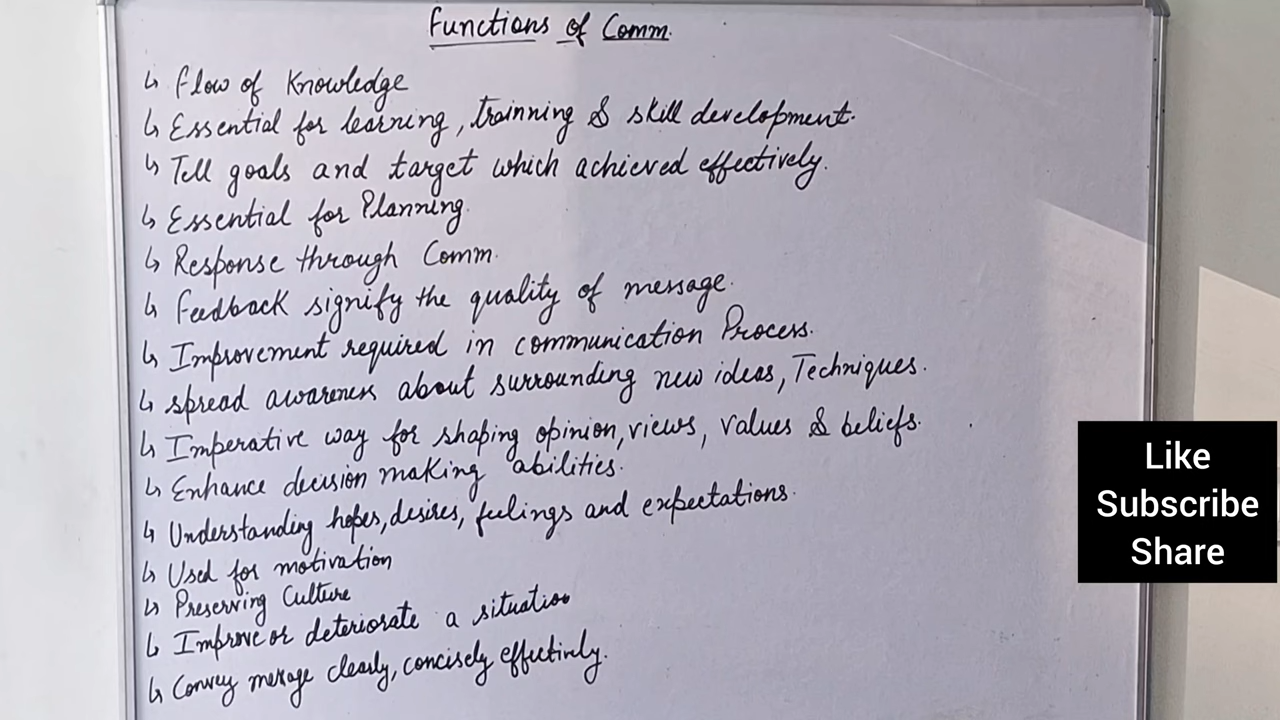 Functions of Comm.
↳ Flow of Knowledge
↳ Essential for learning, trainning & skill development.
↳ Tell goals and target which achieved effectively.
↳ Essential for Planning.
↳ Response through Comm.
↳ Feedback signify the quality of message.
↳ Improvement required in communication Process.
↳ spread awareness about surrounding new ideas, Techniques.
↳ Imperative way for shaping opinion, views, values & beliefs.
↳ Enhance decision making abilities.
↳ Understanding hopes, desires, feelings and expectations.
↳ Used for motivation
↳ Preserving Culture
↳ Improve or deteriorate a situation
↳ Convey message clearly, concisely effectively.
Like
Subscribe
Share